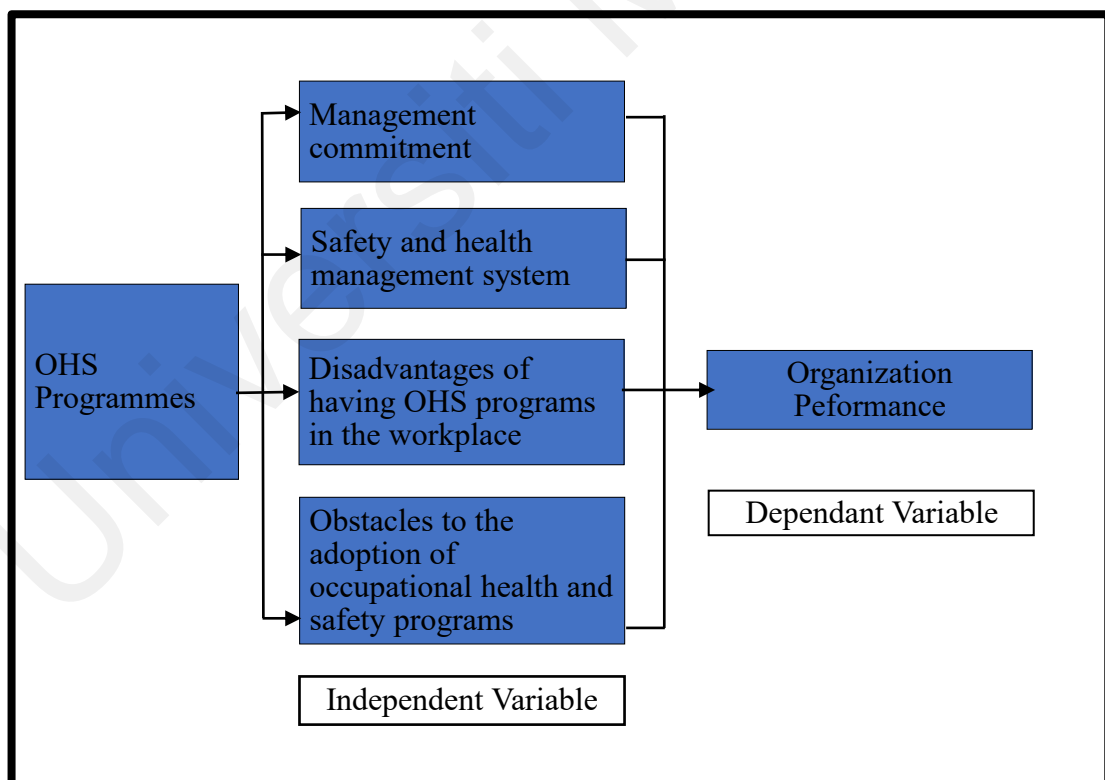 Management
commitment
Safety and health
management system
OHS
Programmes
Disadvantages of
having OHS programs
in the workplace
Organization
Peformance
Obstacles to the
adoption of
occupational health and
safety programs
Dependant Variable
Independent Variable
Universiti